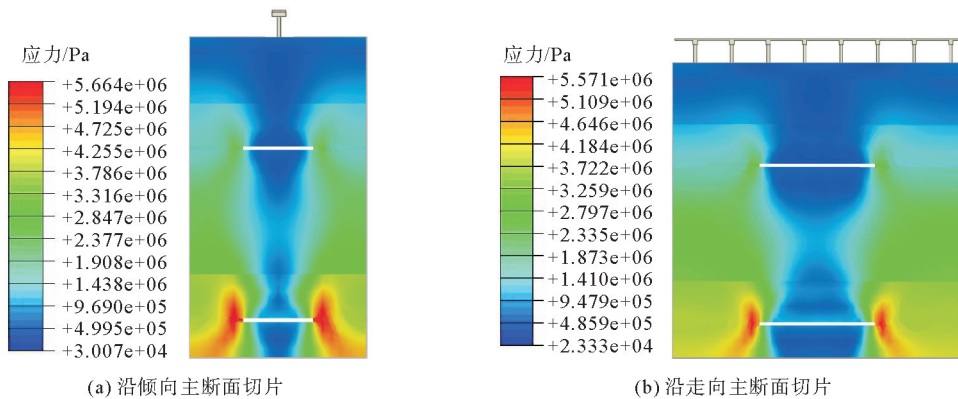 应力/Pa
+5.664e+06
+5.194e+06
+4.725e+06
+4.255e+06
+3.786e+06
+3.316e+06
+2.847e+06
+2.377e+06
+1.908e+06
+1.438e+06
+9.690e+05
+4.995e+05
+3.007e+04
(a) 沿倾向主断面切片
应力/Pa
+5.571e+06
+5.109e+06
+4.646e+06
+4.184e+06
+3.722e+06
+3.259e+06
+2.797e+06
+2.335e+06
+1.873e+06
+1.410e+06
+9.479e+05
+4.859e+05
+2.333e+04
(b) 沿走向主断面切片